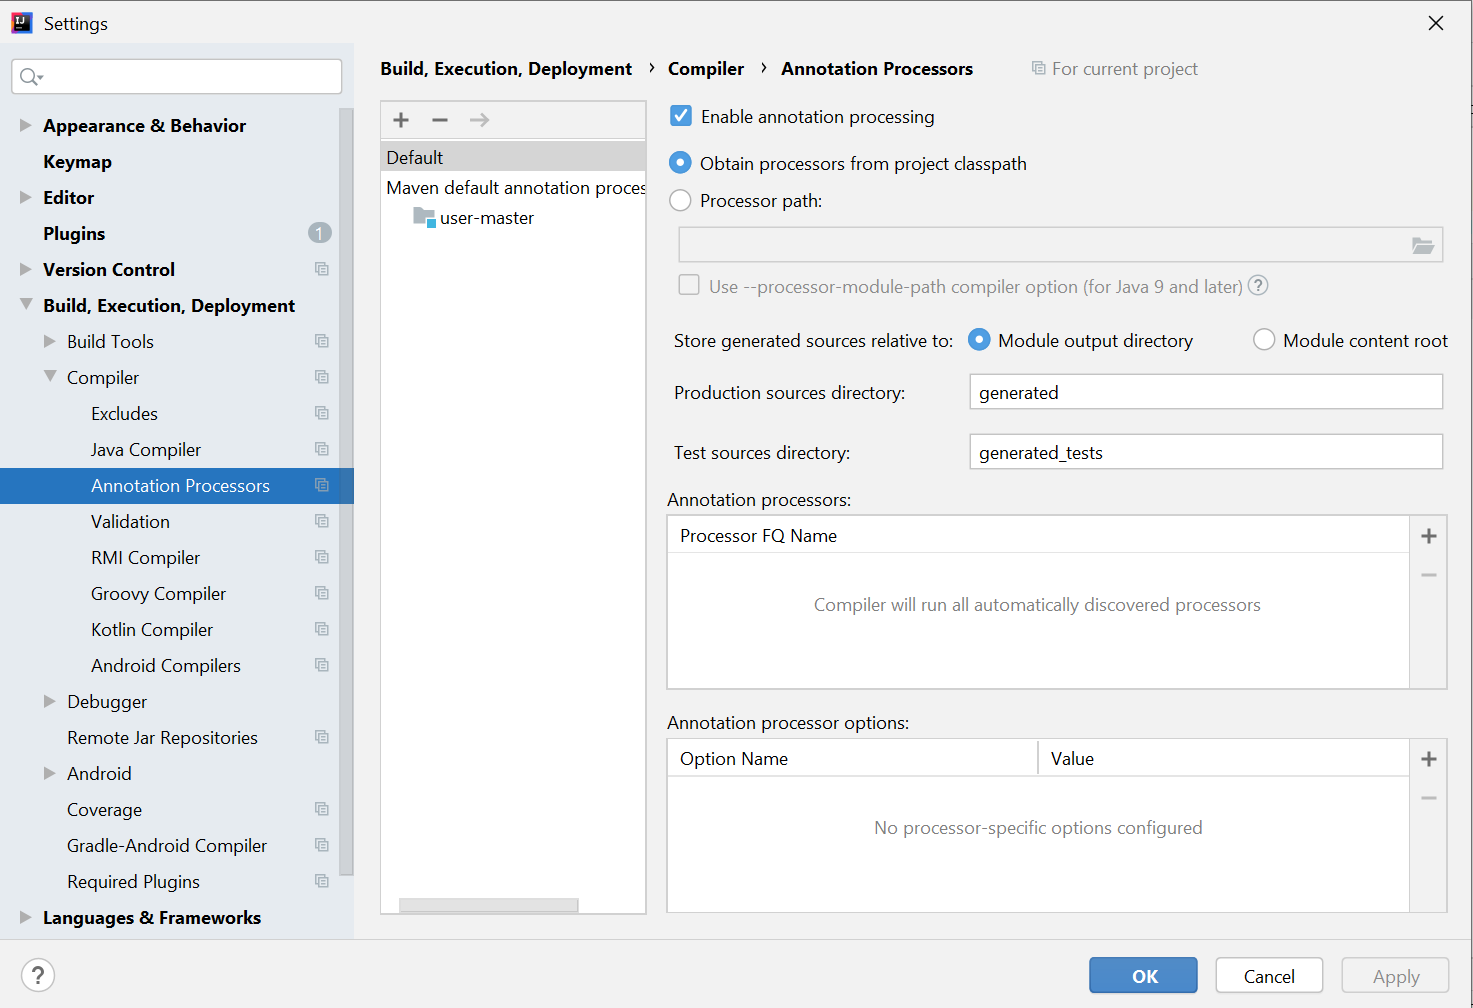 Settings
Appearance & Behavior
Keymap
Editor
Plugins
1
Version Control
Build, Execution, Deployment
Build Tools
Compiler
Excludes
Java Compiler
Annotation Processors
Validation
RMI Compiler
Groovy Compiler
Kotlin Compiler
Android Compilers
Debugger
Remote Jar Repositories
Android
Coverage
Gradle-Android Compiler
Required Plugins
Languages & Frameworks
Build, Execution, Deployment › Compiler › Annotation Processors
For current project
Default
Maven default annotation proces
user-master
Enable annotation processing
Obtain processors from project classpath
Processor path:
Use --processor-module-path compiler option (for Java 9 and later) ?
Store generated sources relative to: Module output directory Module content root
Production sources directory: generated
Test sources directory: generated_tests
Annotation processors:
Processor FQ Name
Compiler will run all automatically discovered processors
Annotation processor options:
Option Name Value
No processor-specific options configured
? OK Cancel Apply